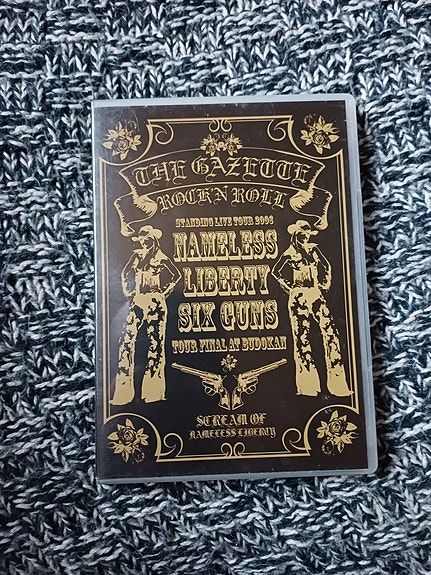 THE GAZETTE
ROCK'N ROLL
STANDING LIVE TOUR 2006
NAMELESS
LIBERTY
SIX GUNS
TOUR FINAL AT BUDOKAN
SCREAM OF
NAMELESS LIBERTY